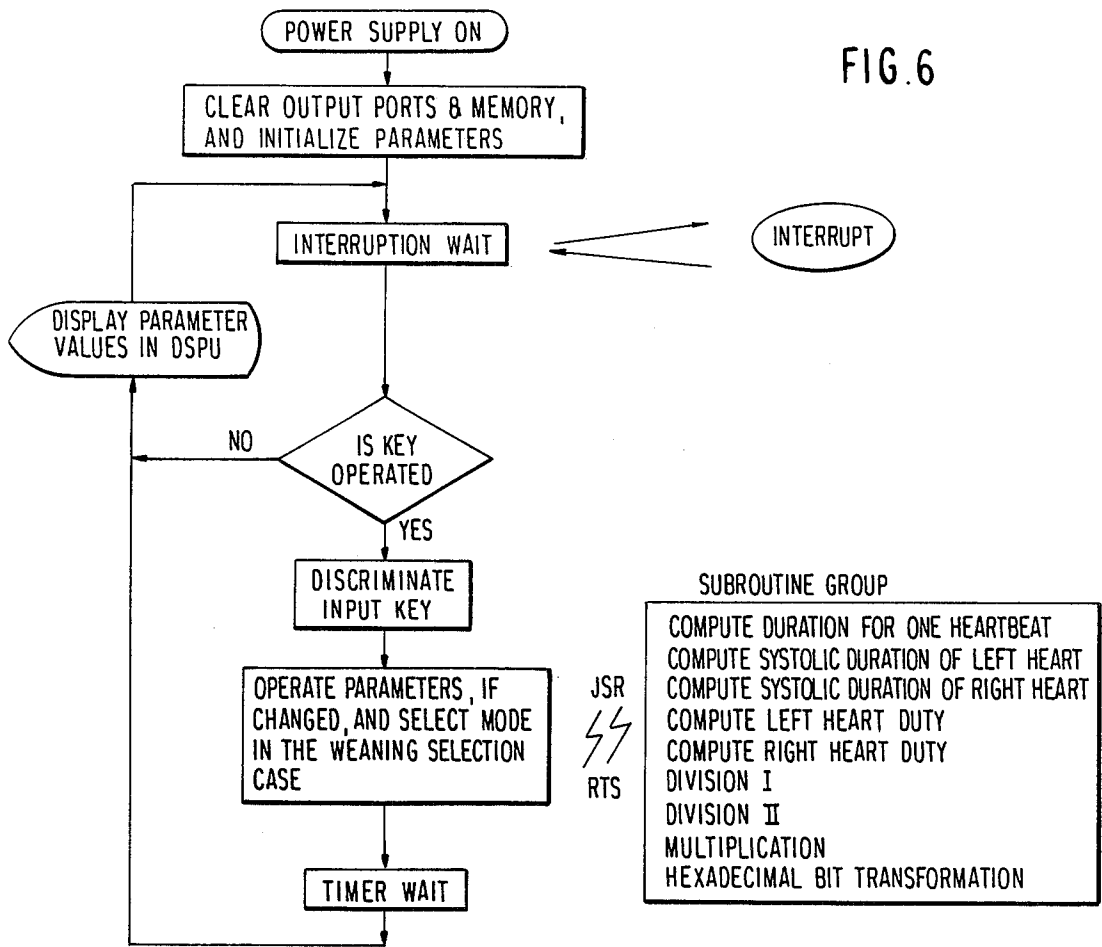 POWER SUPPLY ON
FIG.6
CLEAR OUTPUT PORTS & MEMORY,
AND INITIALIZE PARAMETERS
INTERRUPTION WAIT
INTERRUPT
DISPLAY PARAMETER
VALUES IN DSPU
NO
IS KEY
OPERATED
YES
DISCRIMINATE
INPUT KEY
OPERATE PARAMETERS, IF
CHANGED, AND SELECT MODE
IN THE WEANING SELECTION
CASE
JSR
RTS
SUBROUTINE GROUP
COMPUTE DURATION FOR ONE HEARTBEAT
COMPUTE SYSTOLIC DURATION OF LEFT HEART
COMPUTE SYSTOLIC DURATION OF RIGHT HEART
COMPUTE LEFT HEART DUTY
COMPUTE RIGHT HEART DUTY
DIVISION I
DIVISION II
MULTIPLICATION
HEXADECIMAL BIT TRANSFORMATION
TIMER WAIT